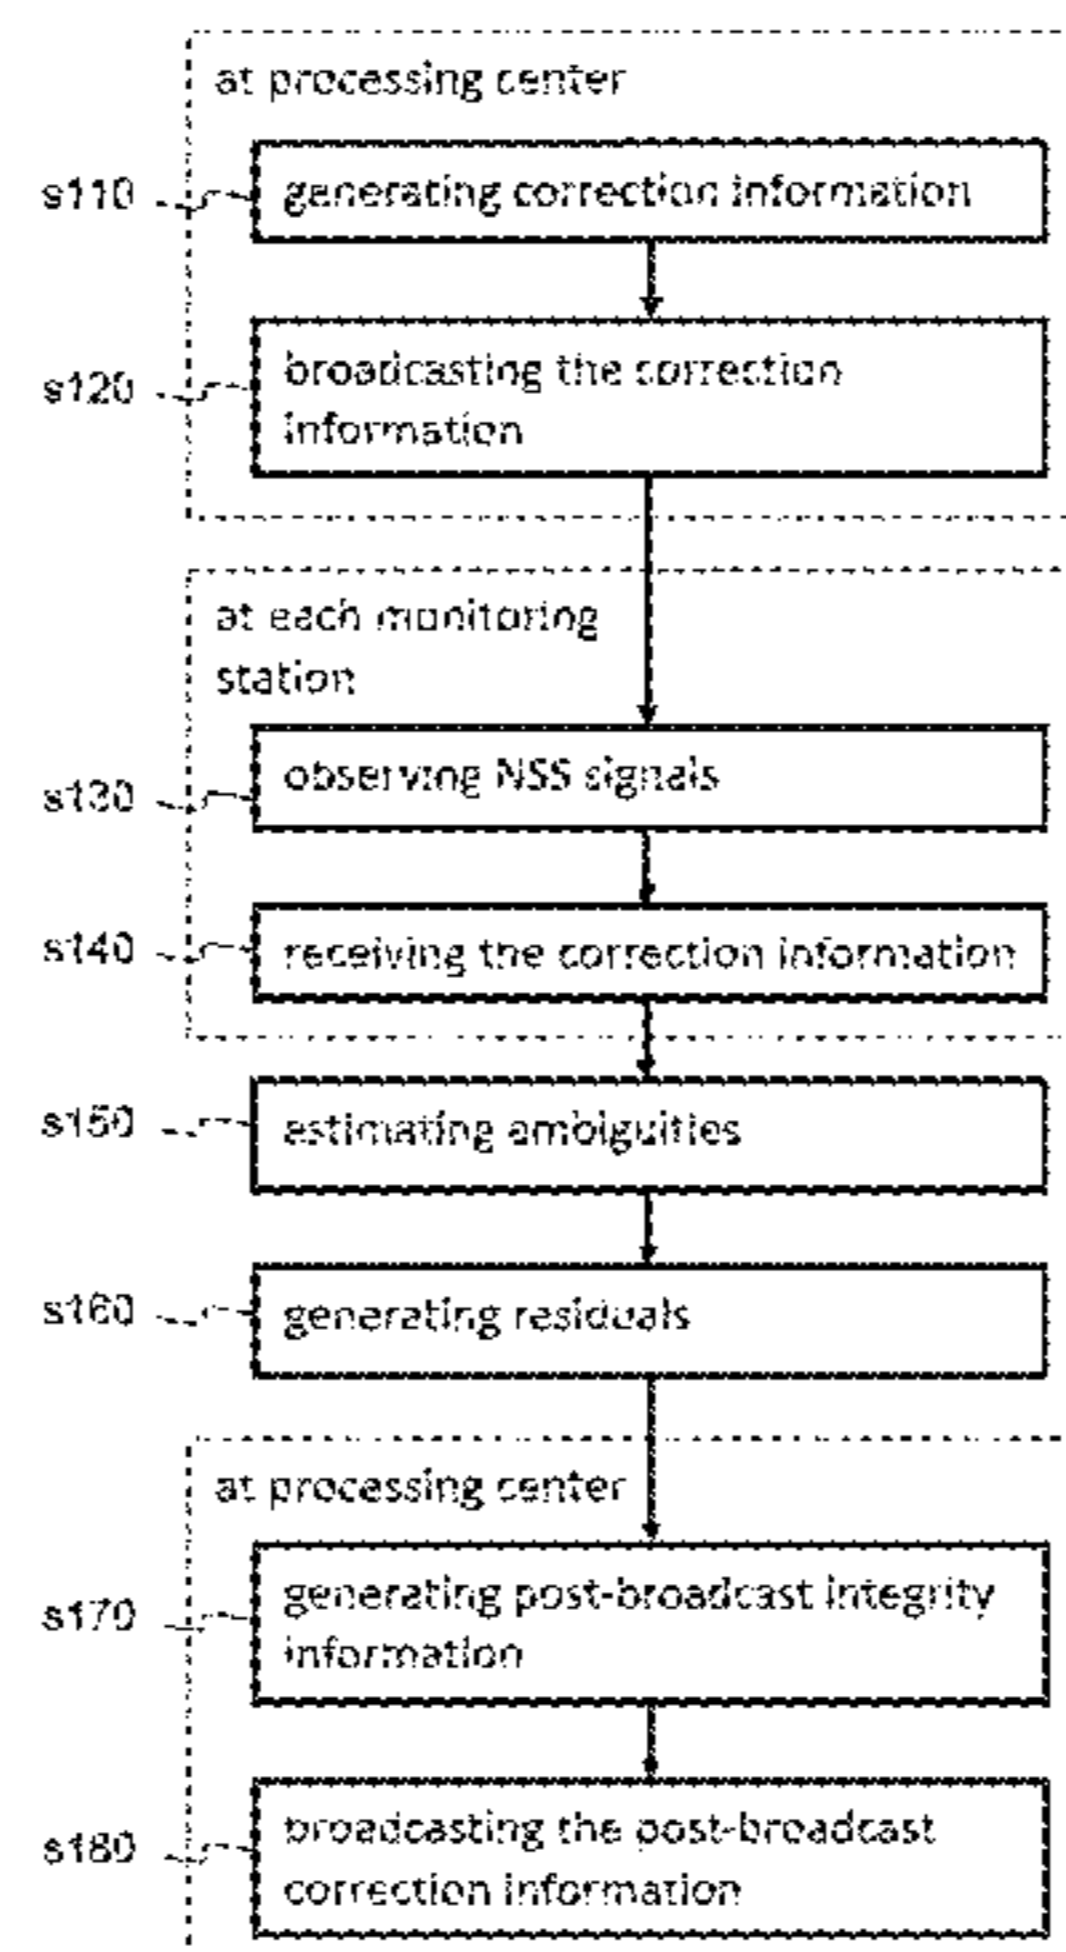 at processing center
s110
generating correction information
s120
broadcasting the correction
information
at each monitoring
station
s130
observing NSS signals
s140
receiving the correction information
s150
estimating ambiguities
s160
generating residuals
at processing center
s170
generating post-broadcast integrity
information
s180
broadcasting the post-broadcast
correction information